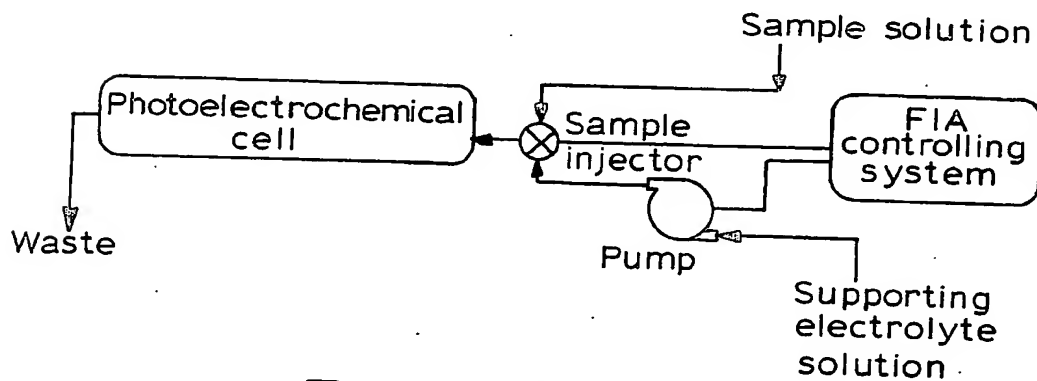 Sample solution
Photoelectrochemical
cell
Sample
injector
FIA
controlling
system
Waste
Pump
Supporting
electrolyte
solution